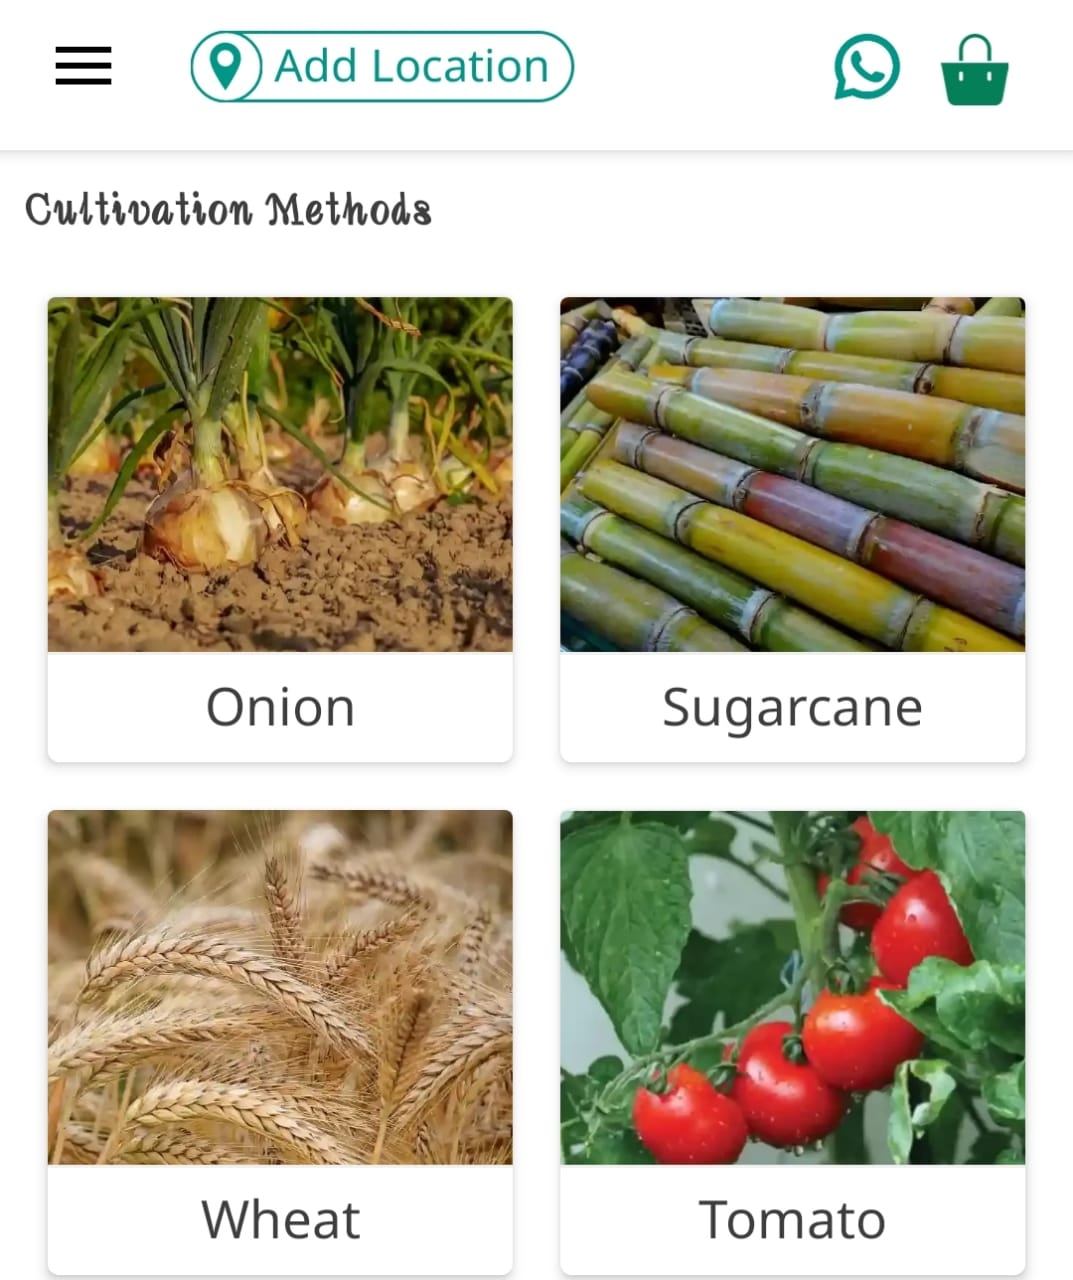 Add Location
Cultivation Methods
Onion
Sugarcane
Wheat
Tomato